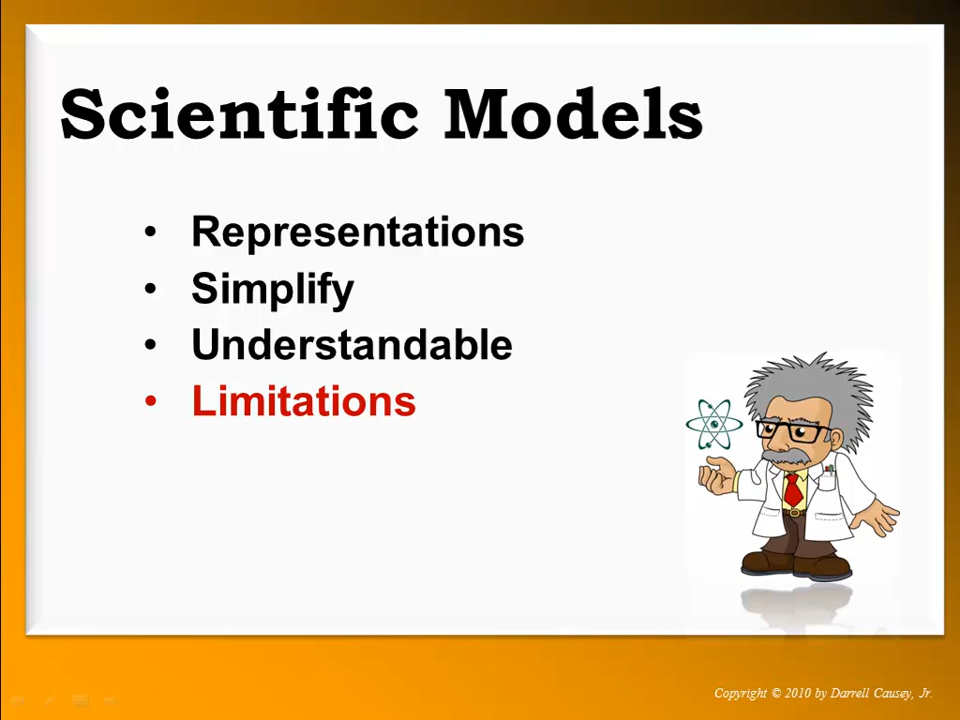 Scientific Models
• Representations
• Simplify
• Understandable
• Limitations
Copyright © 2010 by Darrell Causey, Jr.